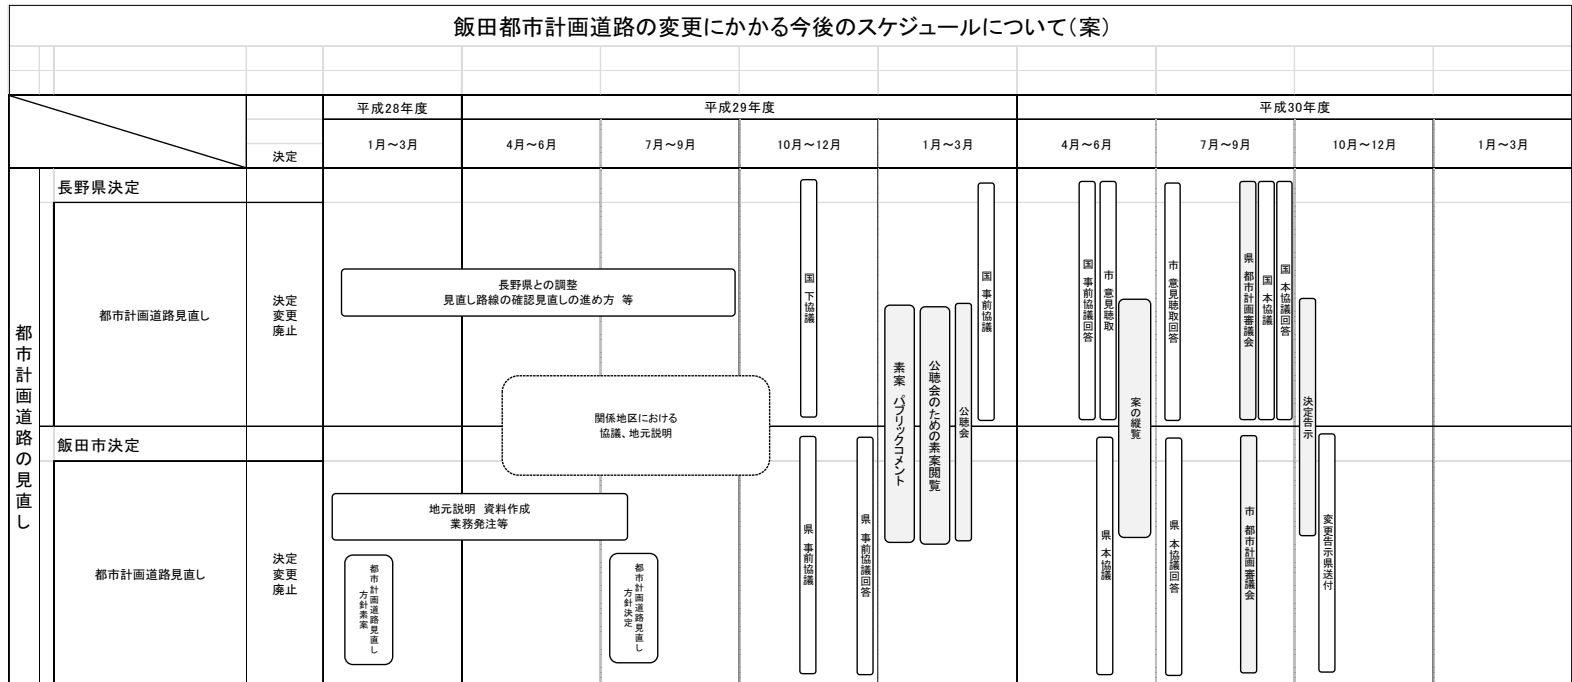 飯田都市計画道路の変更にかかる今後のスケジュールについて(案)
平成28年度
平成29年度
平成30年度
決定
1月～3月
4月～6月
7月～9月
10月～12月
1月～3月
4月～6月
7月～9月
10月～12月
1月～3月
都市計画道路の見直し
長野県決定
都市計画道路見直し
決定
変更
廃止
長野県との調整
見直し路線の確認見直しの進め方 等
関係地区における
協議、地元説明
国 下協議
素案 パブリックコメント
公聴会のための素案閲覧
公聴会
国 事前協議
国 事前協議回答
市 意見聴取
案の縦覧
市 意見聴取回答
県 都市計画審議会
国 本協議
国 本協議回答
決定告示
飯田市決定
都市計画道路見直し
決定
変更
廃止
地元説明 資料作成
業務発注等
都市計画道路見直し
方針素案
都市計画道路見直し
方針決定
県 事前協議
県 事前協議回答
県 本協議
県 本協議回答
市 都市計画審議会
変更告示県送付